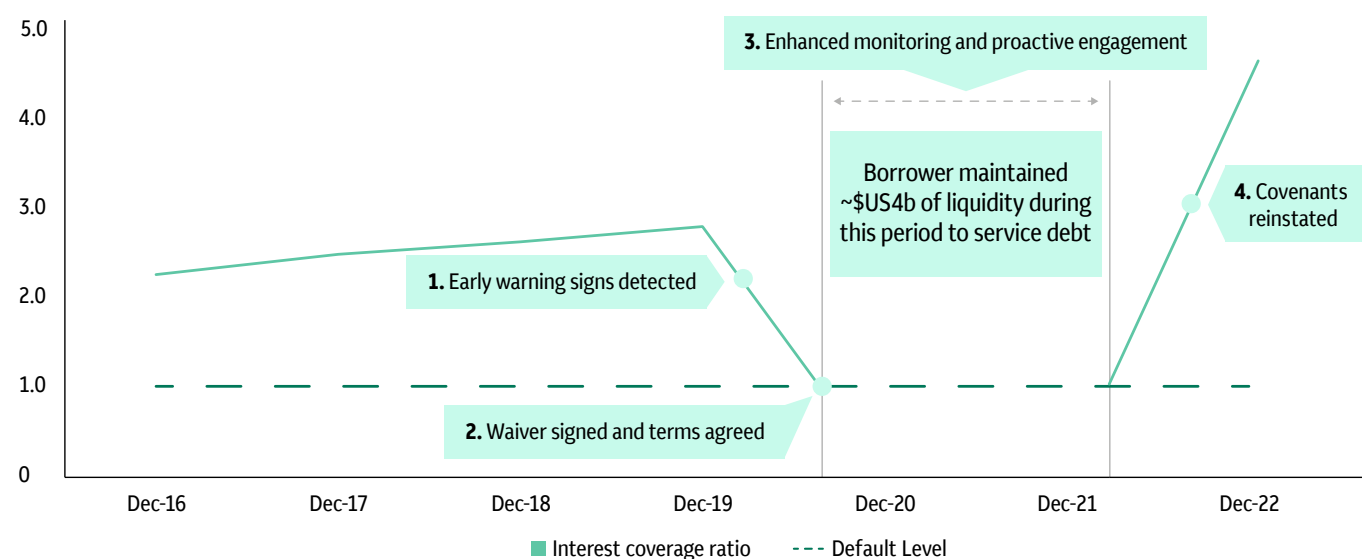 5.0
4.0
3.0
2.0
1.0
0
3. Enhanced monitoring and proactive engagement
Borrower maintained
~$US4b of liquidity during
this period to service debt
4. Covenants
reinstated
1. Early warning signs detected
2. Waiver signed and terms agreed
Dec-16
Dec-17
Dec-18
Dec-19
Dec-20
Dec-21
Dec-22
Interest coverage ratio
Default Level